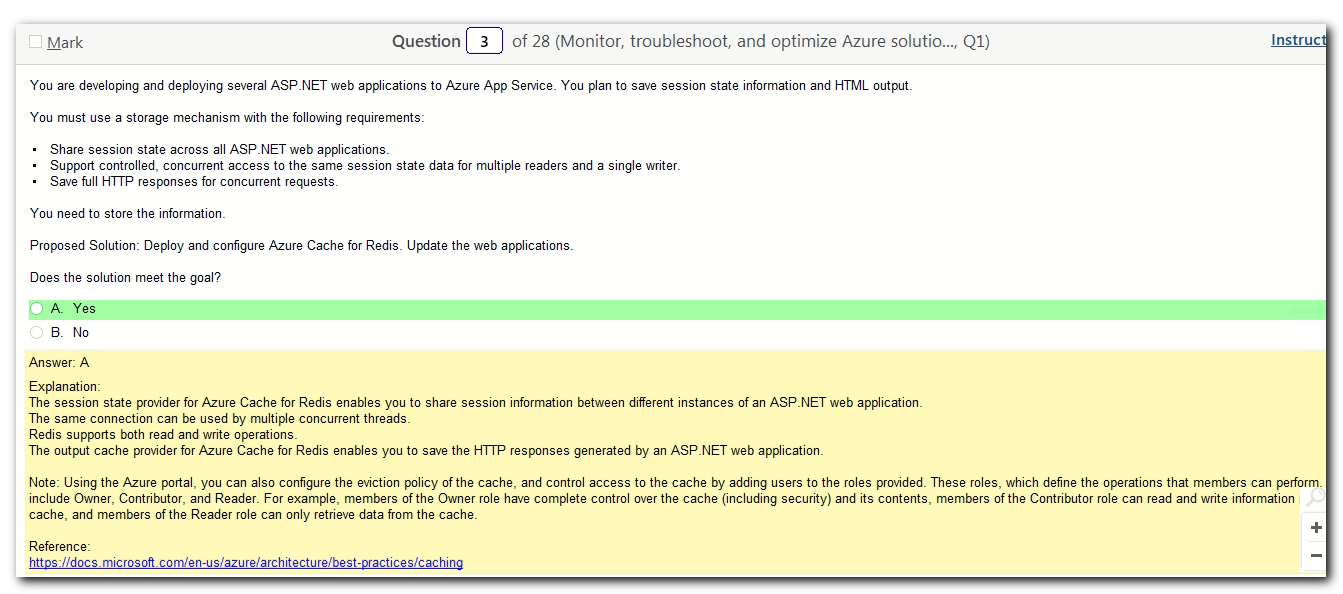 Mark Question 3 of 28 (Monitor, troubleshoot, and optimize Azure solutio..., Q1) Instruct
You are developing and deploying several ASP.NET web applications to Azure App Service. You plan to save session state information and HTML output.
You must use a storage mechanism with the following requirements:
▪ Share session state across all ASP.NET web applications.
▪ Support controlled, concurrent access to the same session state data for multiple readers and a single writer.
▪ Save full HTTP responses for concurrent requests.
You need to store the information.
Proposed Solution: Deploy and configure Azure Cache for Redis. Update the web applications.
Does the solution meet the goal?
A. Yes
B. No
Answer: A
Explanation:
The session state provider for Azure Cache for Redis enables you to share session information between different instances of an ASP.NET web application.
The same connection can be used by multiple concurrent threads.
Redis supports both read and write operations.
The output cache provider for Azure Cache for Redis enables you to save the HTTP responses generated by an ASP.NET web application.
Note: Using the Azure portal, you can also configure the eviction policy of the cache, and control access to the cache by adding users to the roles provided. These roles, which define the operations that members can perform.
include Owner, Contributor, and Reader. For example, members of the Owner role have complete control over the cache (including security) and its contents, members of the Contributor role can read and write information
cache, and members of the Reader role can only retrieve data from the cache.
Reference:
https://docs.microsoft.com/en-us/azure/architecture/best-practices/caching